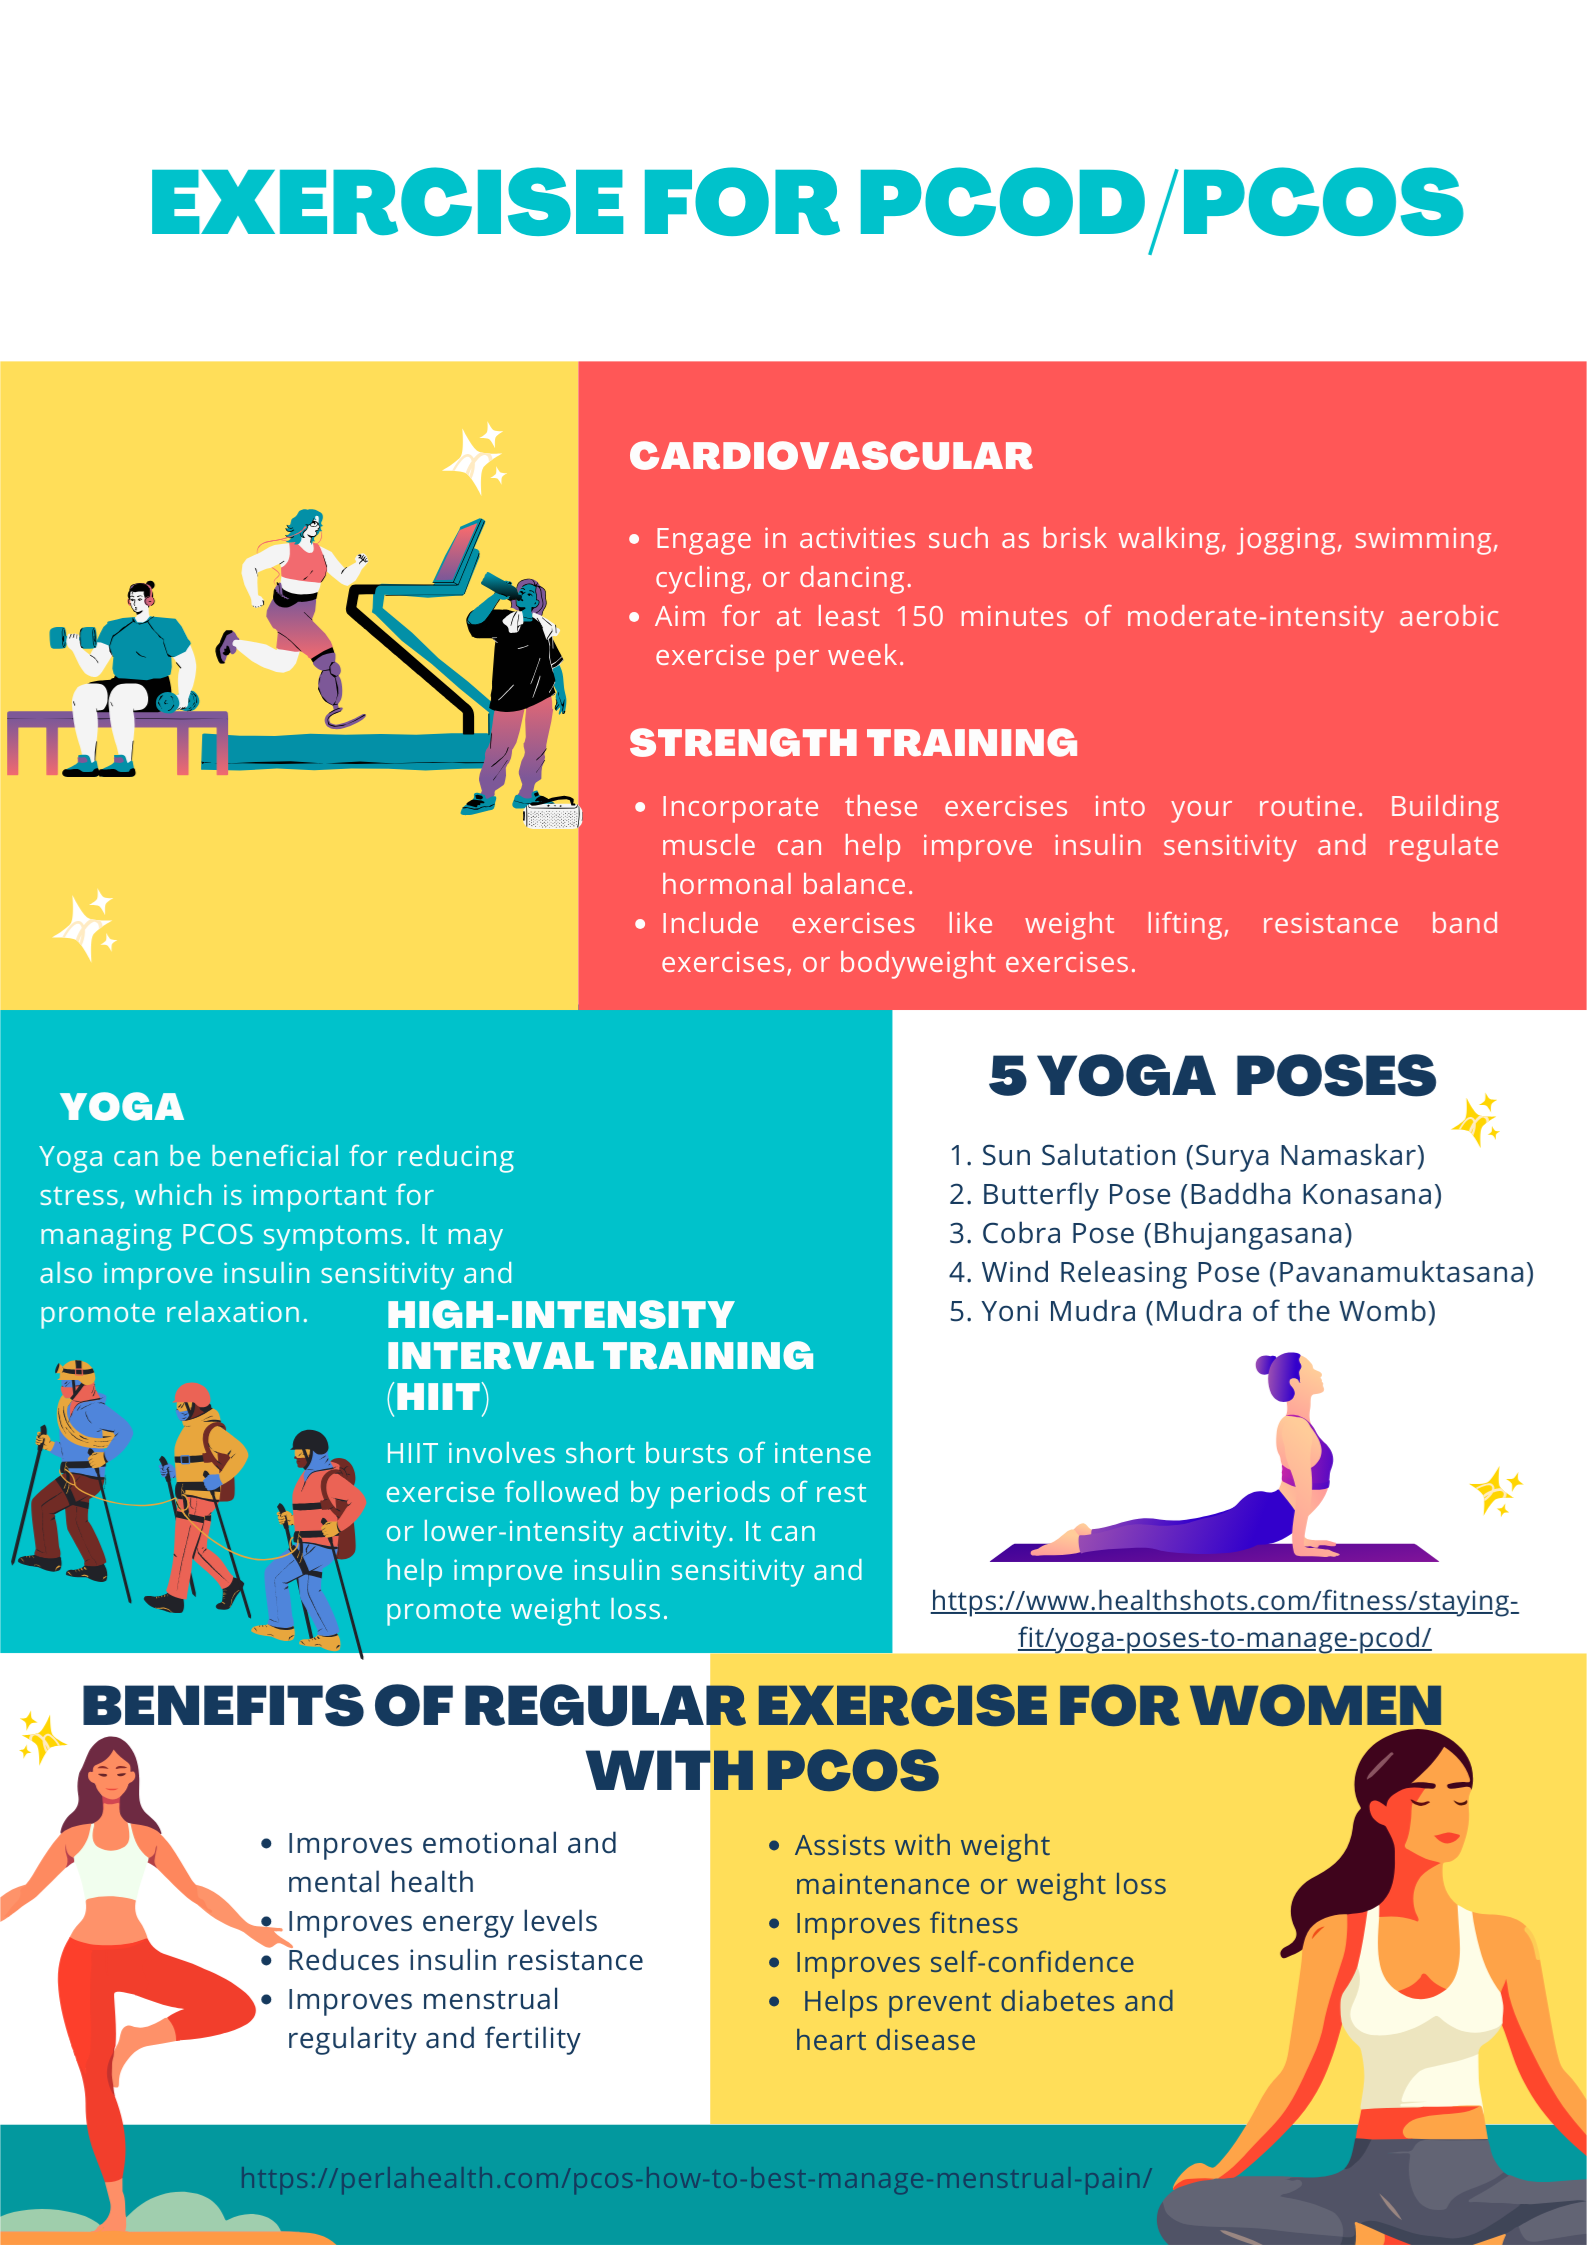 EXERCISE FOR PCOD/PCOS
CARDIOVASCULAR
• Engage in activities such as brisk walking, jogging, swimming,
cycling, or dancing.
• Aim for at least 150 minutes of moderate-intensity aerobic
exercise per week.
STRENGTH TRAINING
• Incorporate these exercises into your routine. Building
muscle can help improve insulin sensitivity and regulate
hormonal balance.
• Include exercises like weight lifting, resistance band
exercises, or bodyweight exercises.
YOGA
Yoga can be beneficial for reducing
stress, which is important for
managing PCOS symptoms. It may
also improve insulin sensitivity and
promote relaxation.
HIGH-INTENSITY
INTERVAL TRAINING
(HIIT)
HIIT involves short bursts of intense
exercise followed by periods of rest
or lower-intensity activity. It can
help improve insulin sensitivity and
promote weight loss.
5 YOGA POSES
1. Sun Salutation (Surya Namaskar)
2. Butterfly Pose (Baddha Konasana)
3. Cobra Pose (Bhujangasana)
4. Wind Releasing Pose (Pavanamuktasana)
5. Yoni Mudra (Mudra of the Womb)
https://www.healthshots.com/fitness/staying-
fit/yoga-poses-to-manage-pcod/
BENEFITS OF REGULAR EXERCISE FOR WOMEN
WITH PCOS
• Improves emotional and
mental health
• Improves energy levels
• Reduces insulin resistance
• Improves menstrual
regularity and fertility
• Assists with weight
maintenance or weight loss
• Improves fitness
• Improves self-confidence
• Helps prevent diabetes and
heart disease
https://perlahealth.com/pcos-how-to-best-manage-menstrual-pain/